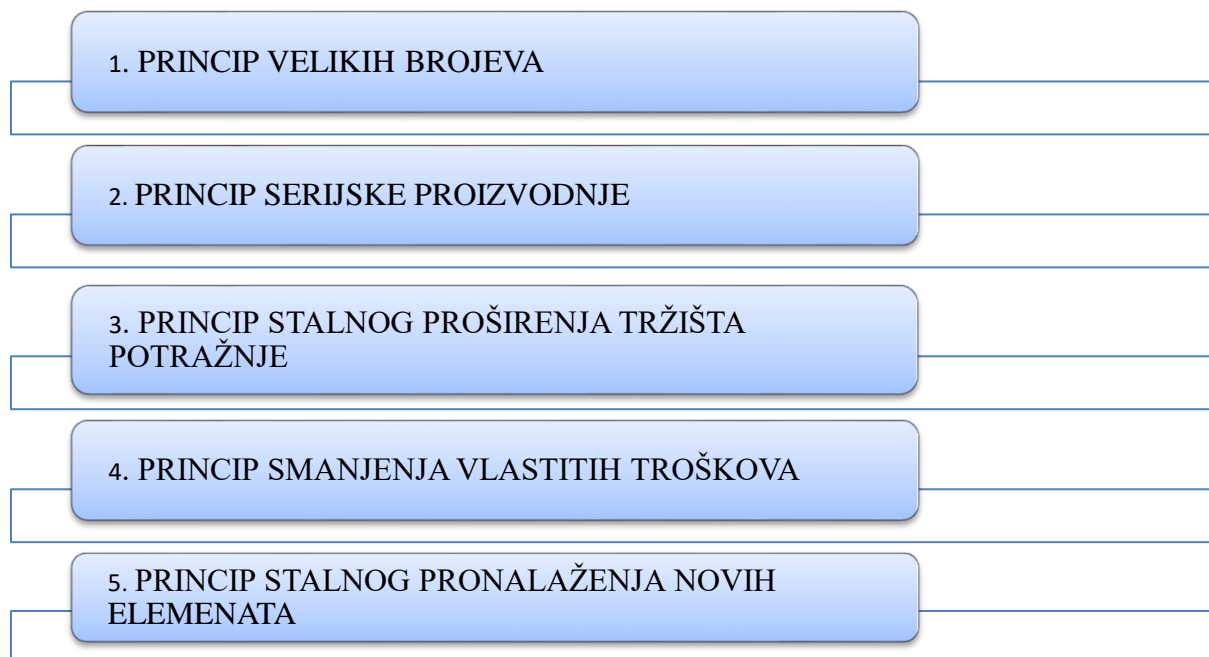 1. PRINCIP VELIKIH BROJEVA
2. PRINCIP SERIJSKE PROIZVODNJE
3. PRINCIP STALNOG PROŠIRENJA TRŽIŠTA
POTRAŽNJE
4. PRINCIP SMANJENJA VLASTITIH TROŠKOVA
5. PRINCIP STALNOG PRONALAŽENJA NOVIH
ELEMENATA